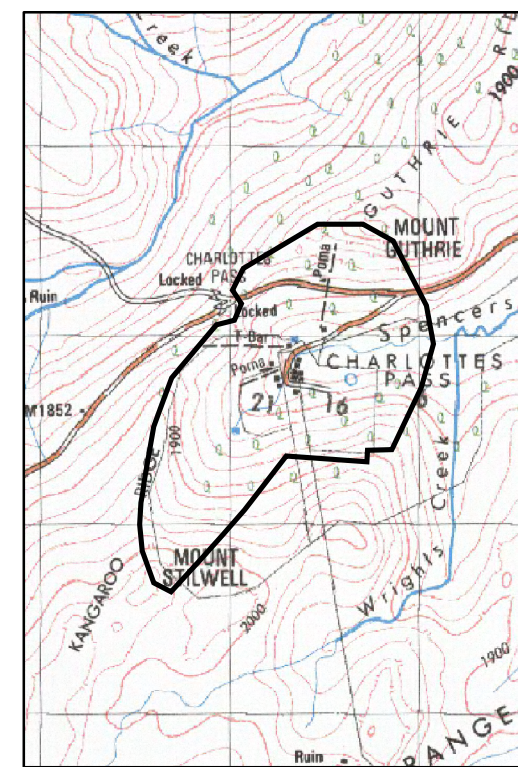 Creek
RI
1900
GUTHRIE
MOUNT
GUTHRIE
CHARLOTTES
PASS
Poma
Locked
Ruin
Locked
Spencers
T-Bar
CHARLOTTES
PASS
Poma
21
16
M1852
1900
RIDGE
Creek
MOUNT
STILWELL
KANGAROO
Wrights
2000
1900
RANGE
Ruin